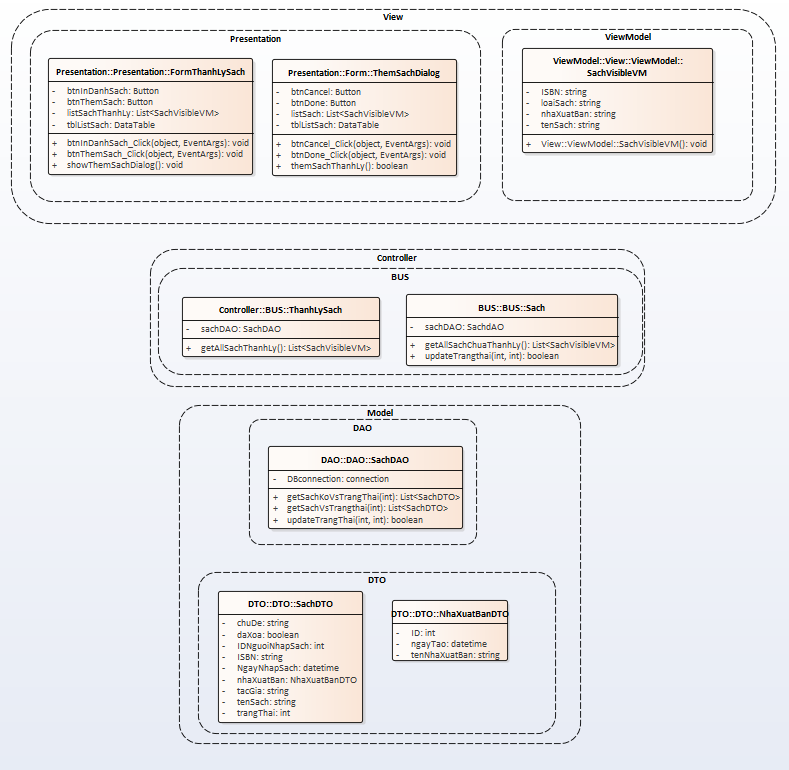 View
Presentation
Presentation::Presentation::FormThanhLySach
- btnInDanhSach: Button
- btnThemSach: Button
- listSachThanhLy: List<SachVisibleVM>
- tblListSach: DataTable
+ btnInDanhSach_Click(object, EventArgs): void
+ btnThemSach_Click(object, EventArgs): void
+ showThemSachDialog(): void
Presentation::Form::ThemSachDialog
- btnCancel: Button
- btnDone: Button
- listSach: List<SachVisibleVM>
- tblListSach: DataTable
+ btnCancel_Click(object, EventArgs): void
+ btnDone_Click(object, EventArgs): void
+ themSachThanhLy(): boolean
ViewModel
ViewModel::View::ViewModel::
SachVisibleVM
- ISBN: string
- loaiSach: string
- nhaXuatBan: string
- tenSach: string
+ View::ViewModel::SachVisibleVM(): void
Controller
BUS
Controller::BUS::ThanhLySach
- sachDAO: SachDAO
+ getAllSachThanhLy(): List<SachVisibleVM>
BUS::BUS::Sach
- sachDAO: SachdAO
+ getAllSachChuaThanhLy(): List<SachVisibleVM>
+ updateTrangthai(int, int): boolean
Model
DAO
DAO::DAO::SachDAO
- DBconnection: connection
+ getSachKoVsTrangThai(int): List<SachDTO>
+ getSachVsTrangthai(int): List<SachDTO>
+ updateTrangThai(int, int): boolean
DTO
DTO::DTO::SachDTO
- chuDe: string
- daXoa: boolean
- IDNguoiNhapSach: int
- ISBN: string
- NgayNhapSach: datetime
- nhaXuatBan: NhaXuatBanDTO
- tacGia: string
- tenSach: string
- trangThai: int
DTO::DTO::NhaXuatBanDTO
- ID: int
- ngayTao: datetime
- tenNhaXuatBan: string